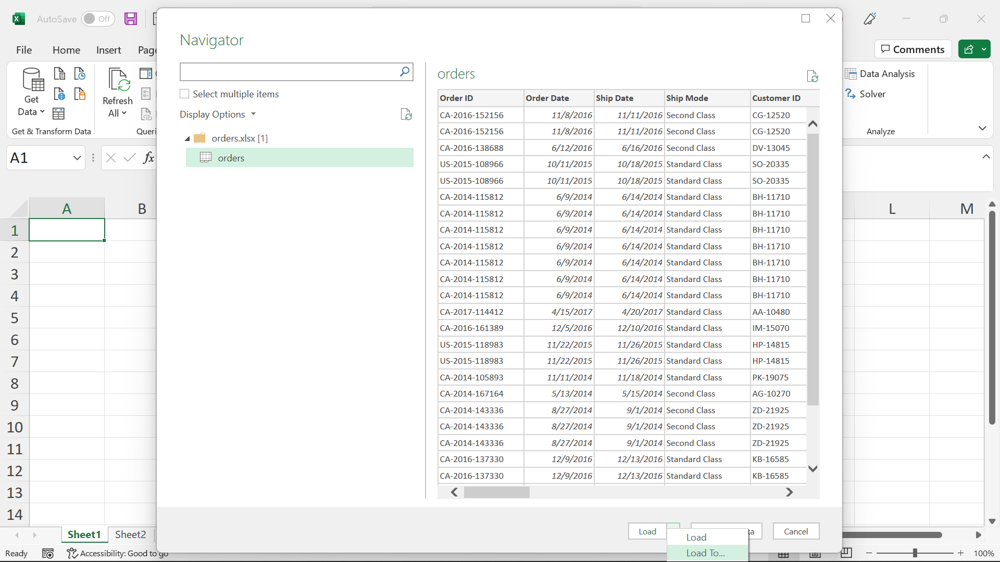 AutoSave Off
File Home Insert Page
Comments
Get Data
Refresh All
Get & Transform Data
Queri
Data Analysis
Solver
Analyze
A1
fx
A B L M
1
2
3
4
5
6
7
8
9
10
11
12
13
14
Navigator
Select multiple items
Display Options
orders.xlsx [1]
orders
orders
Order ID Order Date Ship Date Ship Mode Customer ID
CA-2016-152156 11/8/2016 11/11/2016 Second Class CG-12520
CA-2016-152156 11/8/2016 11/11/2016 Second Class CG-12520
CA-2016-138688 6/12/2016 6/16/2016 Second Class DV-13045
US-2015-108966 10/11/2015 10/18/2015 Standard Class SO-20335
US-2015-108966 10/11/2015 10/18/2015 Standard Class SO-20335
CA-2014-115812 6/9/2014 6/14/2014 Standard Class BH-11710
CA-2014-115812 6/9/2014 6/14/2014 Standard Class BH-11710
CA-2014-115812 6/9/2014 6/14/2014 Standard Class BH-11710
CA-2014-115812 6/9/2014 6/14/2014 Standard Class BH-11710
CA-2014-115812 6/9/2014 6/14/2014 Standard Class BH-11710
CA-2014-115812 6/9/2014 6/14/2014 Standard Class BH-11710
CA-2014-115812 6/9/2014 6/14/2014 Standard Class BH-11710
CA-2017-114412 4/15/2017 4/20/2017 Standard Class AA-10480
CA-2016-161389 12/5/2016 12/10/2016 Standard Class IM-15070
US-2015-118983 11/22/2015 11/26/2015 Standard Class HP-14815
US-2015-118983 11/22/2015 11/26/2015 Standard Class HP-14815
CA-2014-105893 11/11/2014 11/18/2014 Standard Class PK-19075
CA-2014-167164 5/13/2014 5/15/2014 Second Class AG-10270
CA-2014-143336 8/27/2014 9/1/2014 Second Class ZD-21925
CA-2014-143336 8/27/2014 9/1/2014 Second Class ZD-21925
CA-2014-143336 8/27/2014 9/1/2014 Second Class ZD-21925
CA-2016-137330 12/9/2016 12/13/2016 Standard Class KB-16585
CA-2016-137330 12/9/2016 12/13/2016 Standard Class KB-16585
Load ta Cancel
Load
Load To...
Sheet1 Sheet2
Ready Accessibility: Good to go 100%